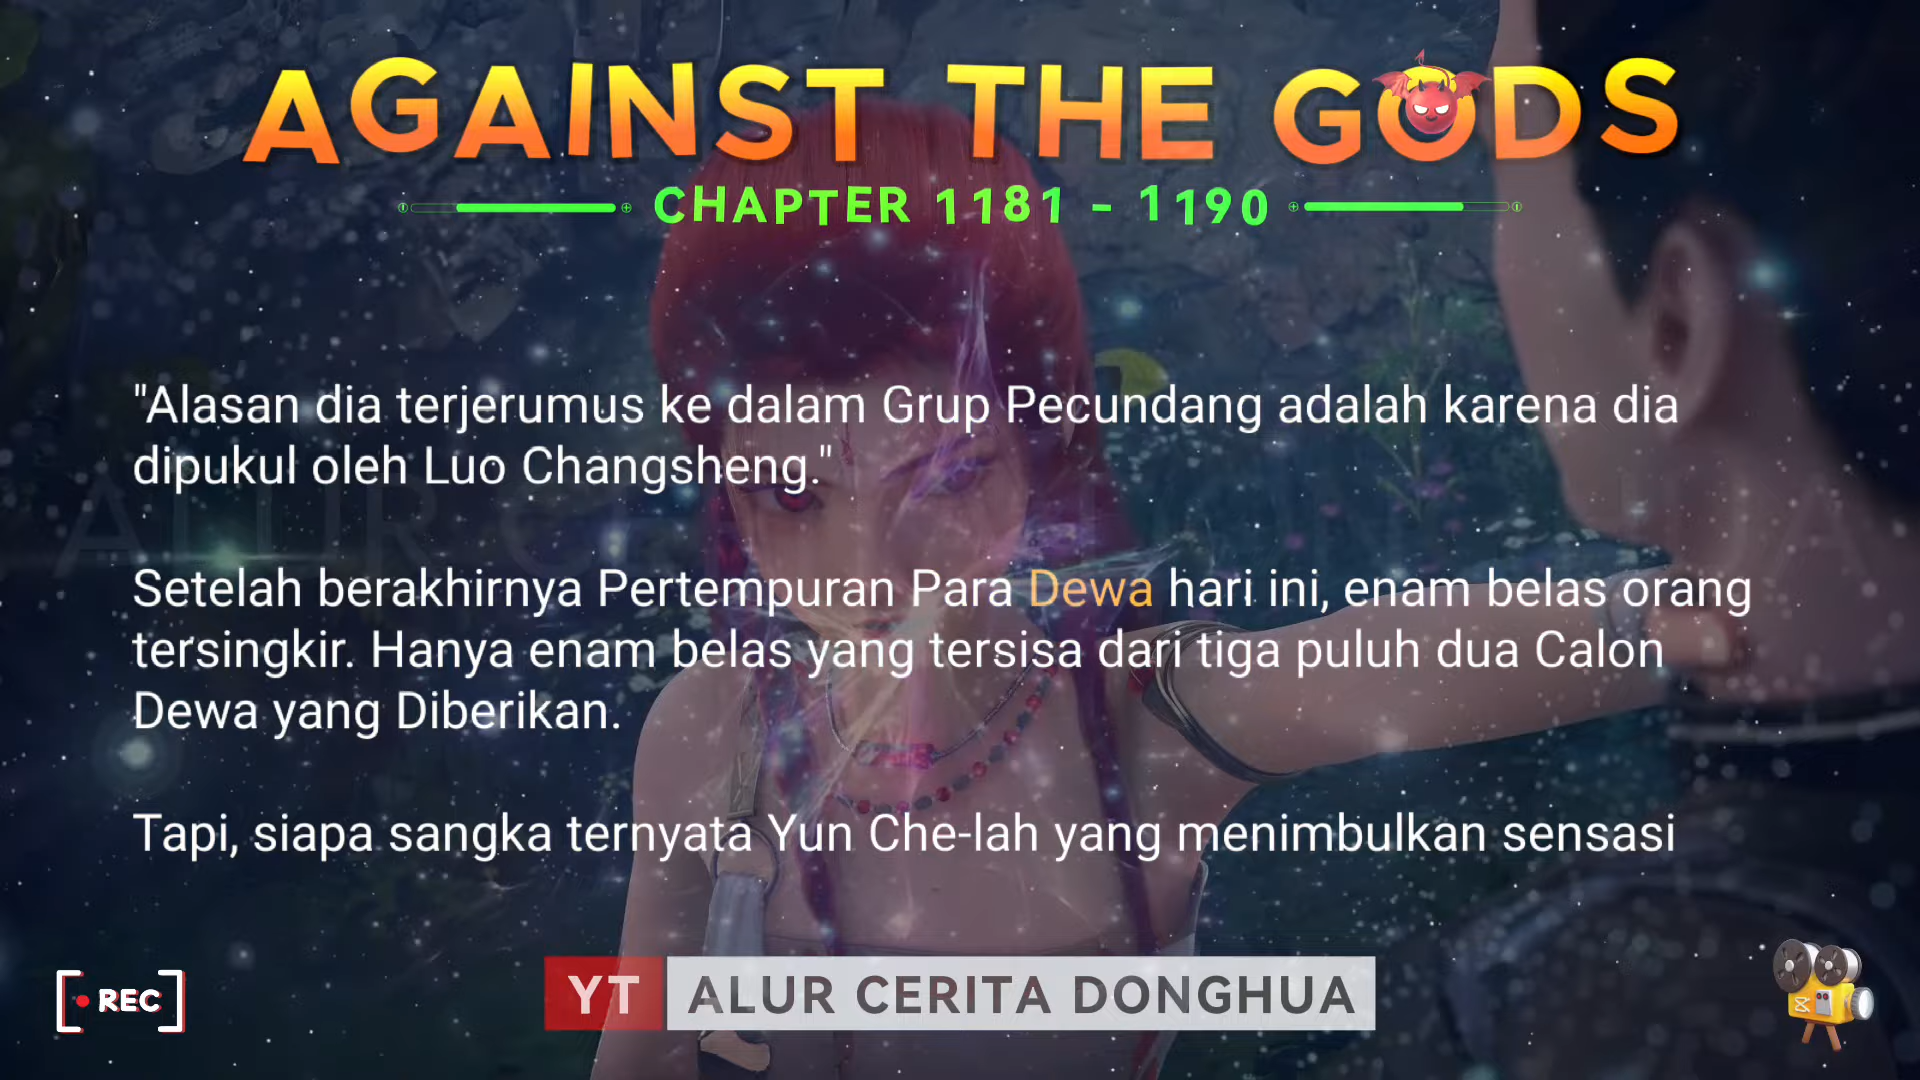 AGAINST THE GODS
CHAPTER 1181 - 1190
"Alasan dia terjerumus ke dalam Grup Pecundang adalah karena dia
dipukul oleh Luo Changsheng."
Setelah berakhirnya Pertempuran Para Dewa hari ini, enam belas orang
tersingkir. Hanya enam belas yang tersisa dari tiga puluh dua Calon
Dewa yang Diberikan.
Tapi, siapa sangka ternyata Yun Che-lah yang menimbulkan sensasi
REC
YT ALUR CERITA DONGHUA